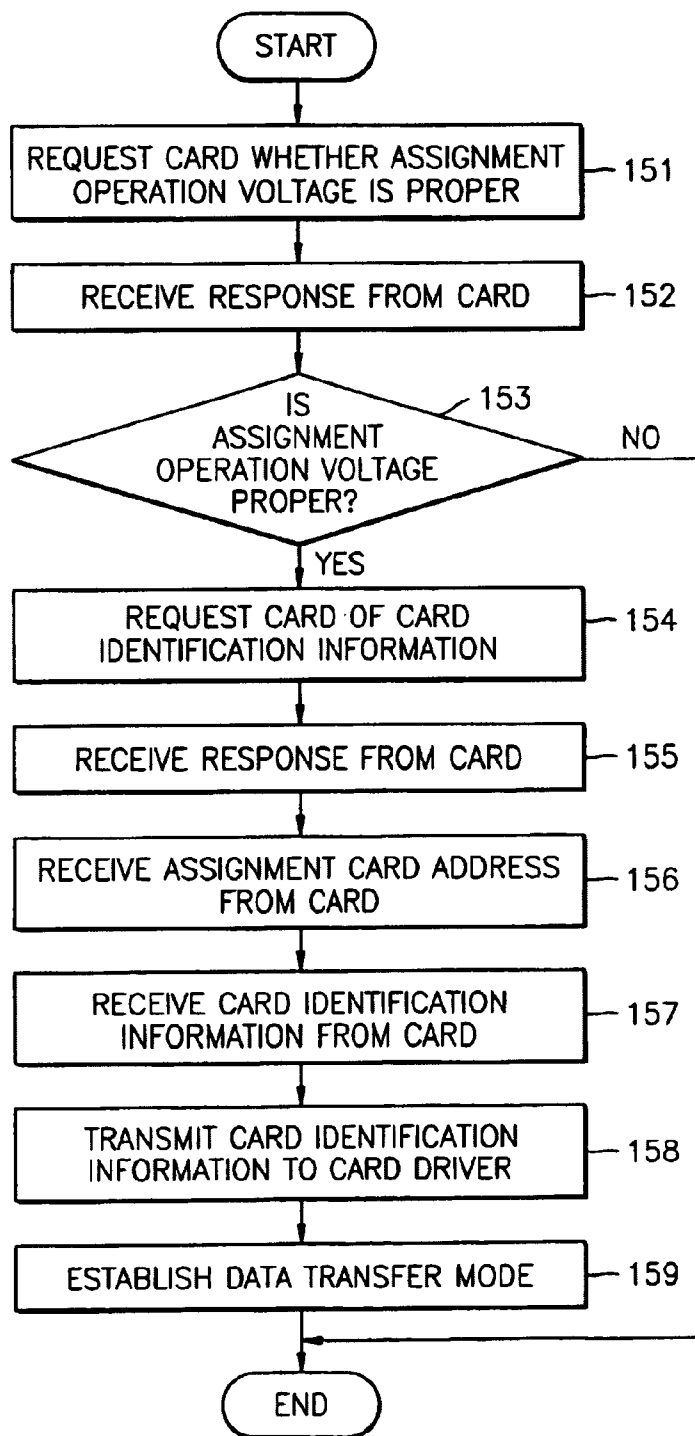 START
REQUEST CARD WHETHER ASSIGNMENT
OPERATION VOLTAGE IS PROPER
151
RECEIVE RESPONSE FROM CARD
152
153
IS
ASSIGNMENT
OPERATION VOLTAGE
PROPER?
NO
YES
REQUEST CARD OF CARD
IDENTIFICATION INFORMATION
154
RECEIVE RESPONSE FROM CARD
155
RECEIVE ASSIGNMENT CARD ADDRESS
FROM CARD
156
RECEIVE CARD IDENTIFICATION
INFORMATION FROM CARD
157
TRANSMIT CARD IDENTIFICATION
INFORMATION TO CARD DRIVER
158
ESTABLISH DATA TRANSFER MODE
159
END